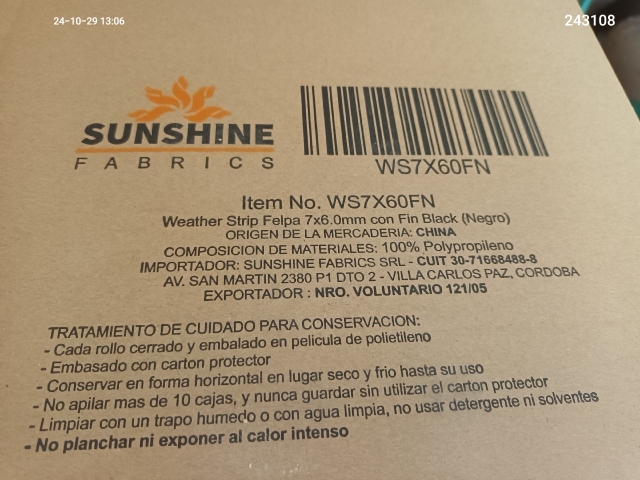 24-10-29 13:06
243108
SUNSHINE
FABRICS
WS7X60FN
Item No. WS7X60FN
Weather Strip Felpa 7x6.0mm con Fin Black (Negro)
ORIGEN DE LA MERCADERIA: CHINA
COMPOSICION DE MATERIALES: 100% Polypropileno
IMPORTADOR: SUNSHINE FABRICS SRL - CUIT 30-71668488-8
AV. SAN MARTIN 2380 P1 DTO 2 - VILLA CARLOS PAZ, CORDOBA
EXPORTADOR : NRO. VOLUNTARIO 121/05
TRATAMIENTO DE CUIDADO PARA CONSERVACION:
- Cada rollo cerrado y embalado en pelicula de polietileno
- Embasado con carton protector
- Conservar en forma horizontal en lugar seco y frio hasta su uso
- No apilar mas de 10 cajas, y nunca guardar sin utilizar el carton protector
- Limpiar con un trapo humedo o con agua limpia, no usar detergente ni solventes
- No planchar ni exponer al calor intenso